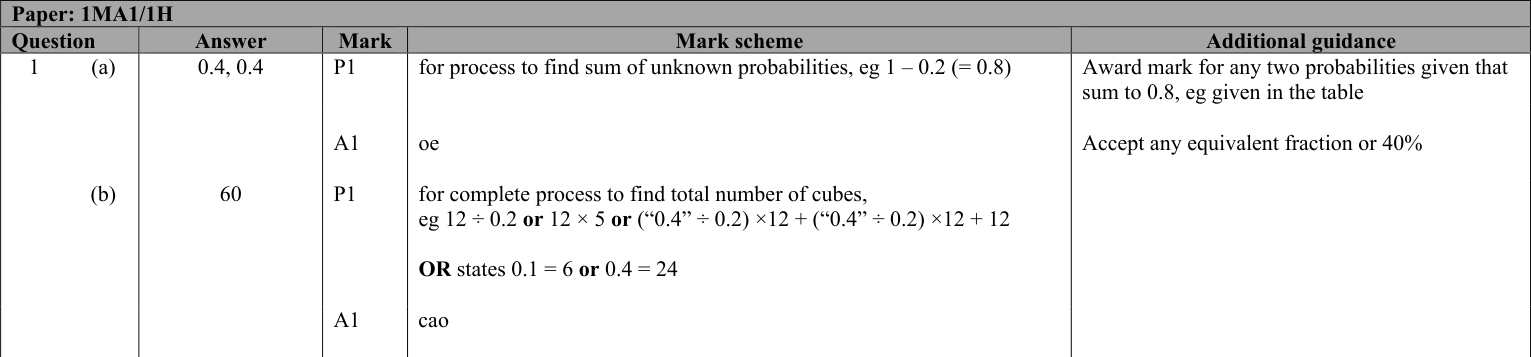 Paper: 1MA1/1H
Question Answer Mark Mark scheme Additional guidance
1 (a) 0.4, 0.4 P1 for process to find sum of unknown probabilities, eg 1 – 0.2 (= 0.8) Award mark for any two probabilities given that
sum to 0.8, eg given in the table
A1 oe Accept any equivalent fraction or 40%
(b) 60 P1 for complete process to find total number of cubes,
eg 12 ÷ 0.2 or 12 × 5 or (“0.4” ÷ 0.2) ×12 + (“0.4” ÷ 0.2) ×12 + 12
OR states 0.1 = 6 or 0.4 = 24
A1 cao